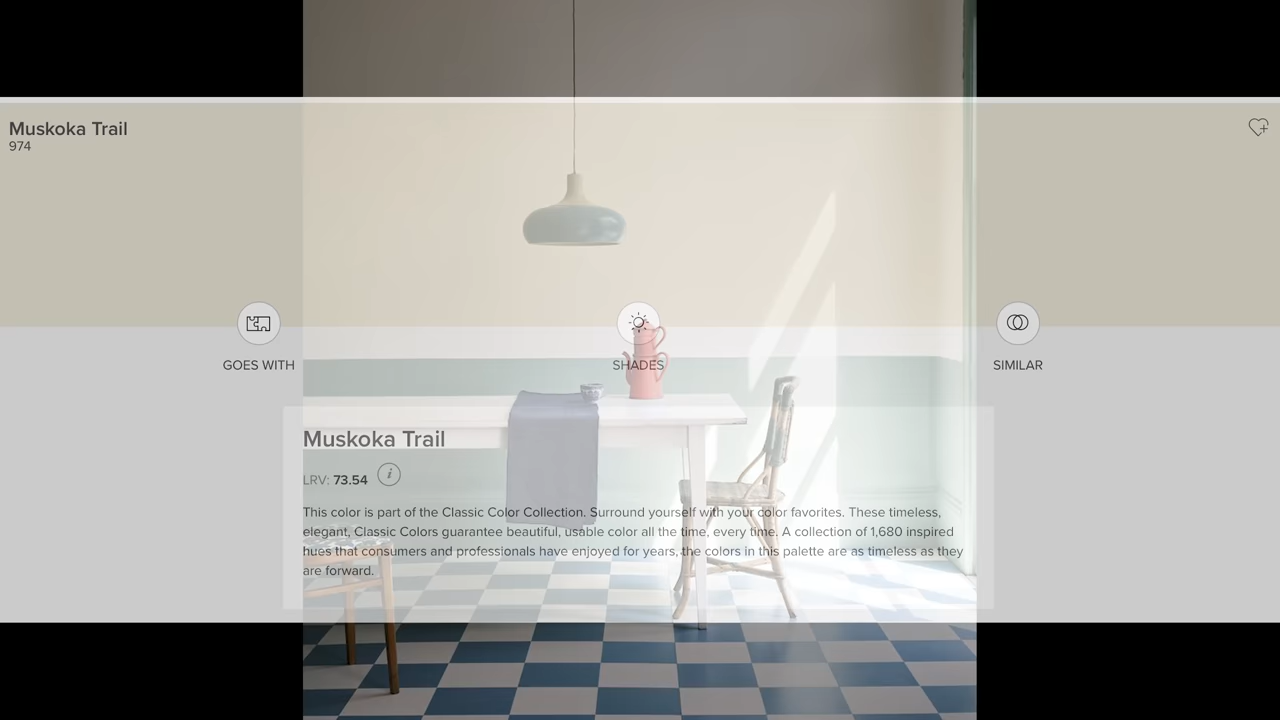 Muskoka Trail
974
GOES WITH
SHADES
SIMILAR
Muskoka Trail
LRV: 73.54
This color is part of the Classic Color Collection. Surround yourself with your color favorites. These timeless,
elegant, Classic Colors guarantee beautiful, usable color all the time, every time. A collection of 1,680 inspired
hues that consumers and professionals have enjoyed for years, the colors in this palette are as timeless as they
are forward.